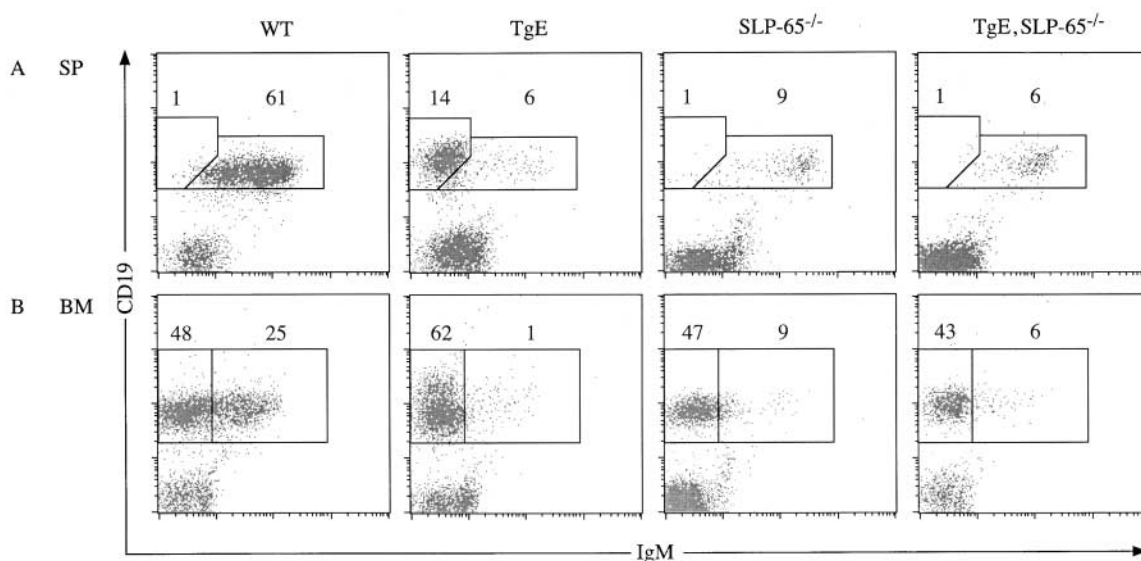 WT TgE SLP-65-/- TgE, SLP-65-/-
A SP
1 61 14 6 1 9 1 6
CD19
B BM
48 25 62 1 47 9 43 6
IgM